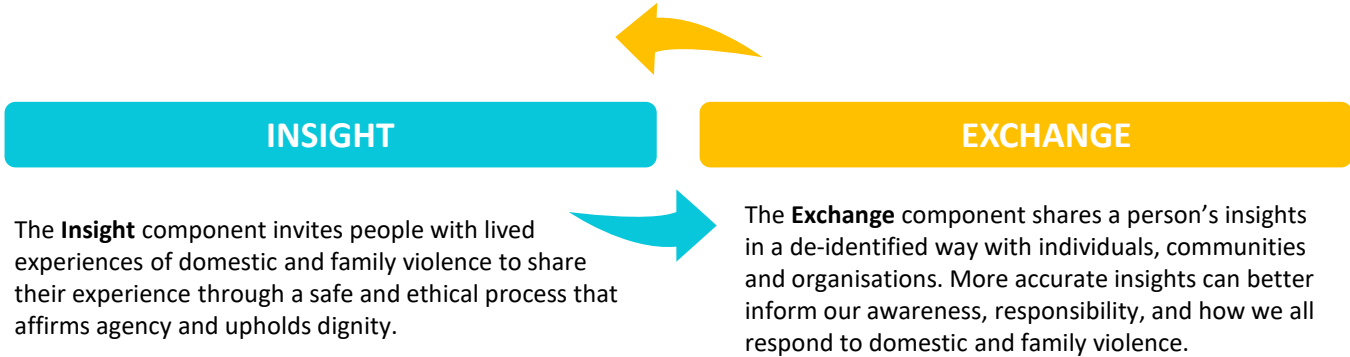 INSIGHT
The Insight component invites people with lived
experiences of domestic and family violence to share
their experience through a safe and ethical process that
affirms agency and upholds dignity.
EXCHANGE
The Exchange component shares a person’s insights
in a de-identified way with individuals, communities
and organisations. More accurate insights can better
inform our awareness, responsibility, and how we all
respond to domestic and family violence.